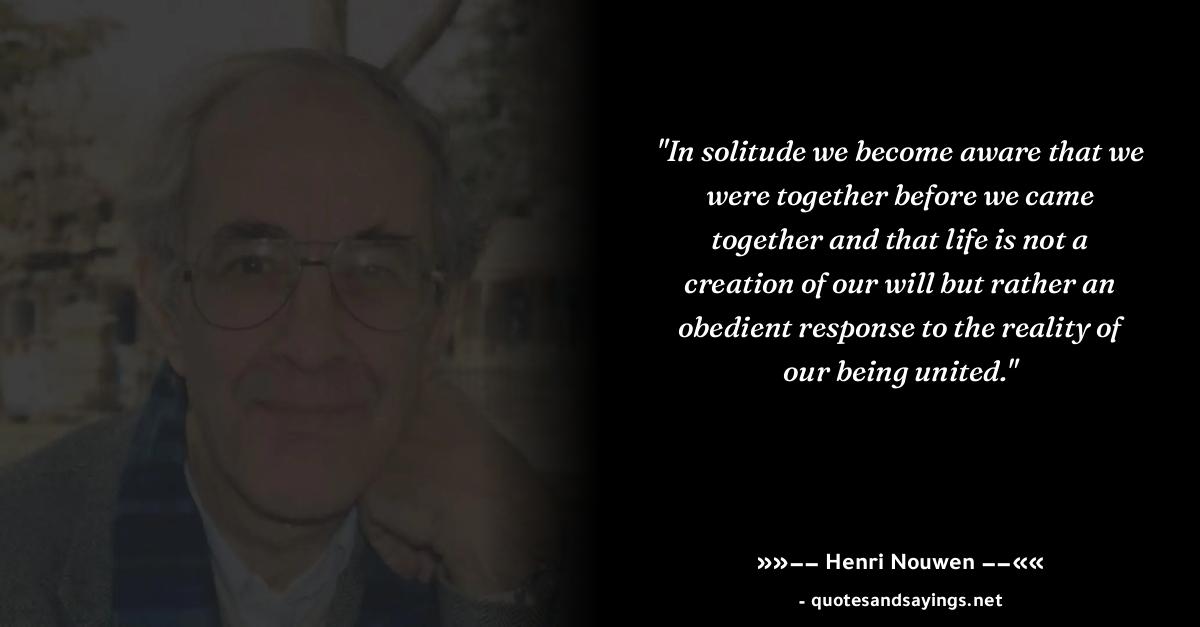 "In solitude we become aware that we
were together before we came
together and that life is not a
creation of our will but rather an
obedient response to the reality of
our being united."
»»–– Henri Nouwen ––««
- quotesandsayings.net